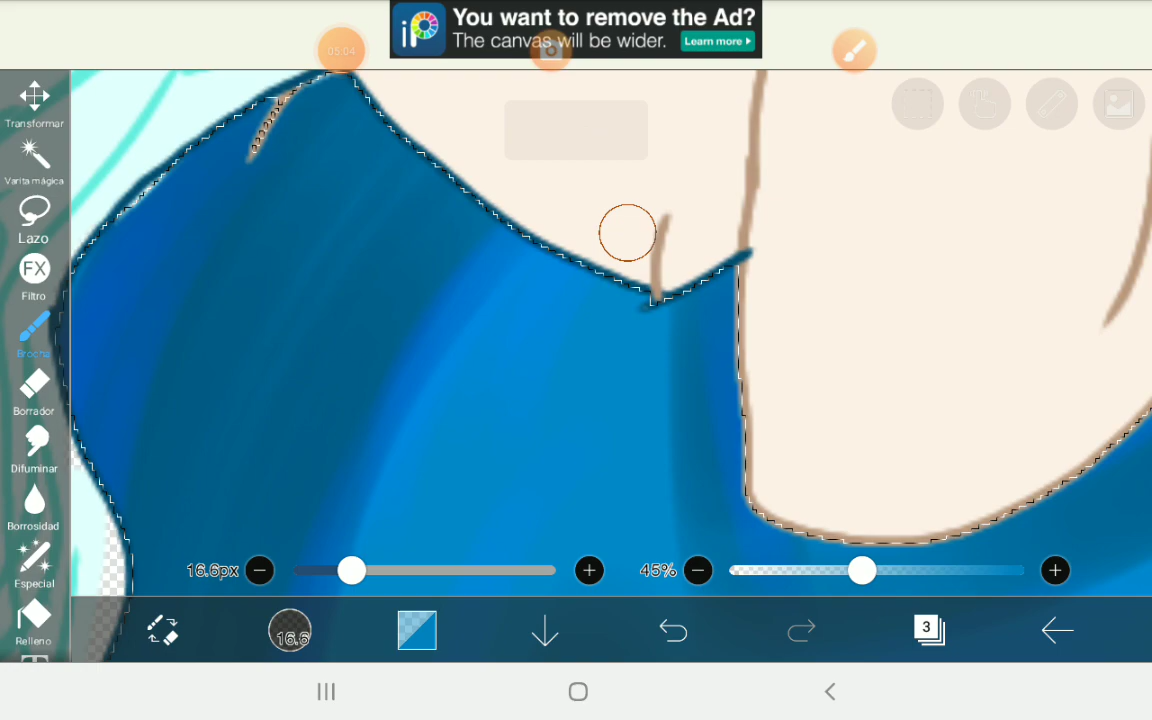 You want to remove the Ad?
The canvas will be wider.
Learn more
iP
05:04
Transformar
Varita mágica
Lazo
FX
Filtro
Brocha
Borrador
Difuminar
Borrosidad
Especial
Relleno
T
16.6px
45%
16.6
3